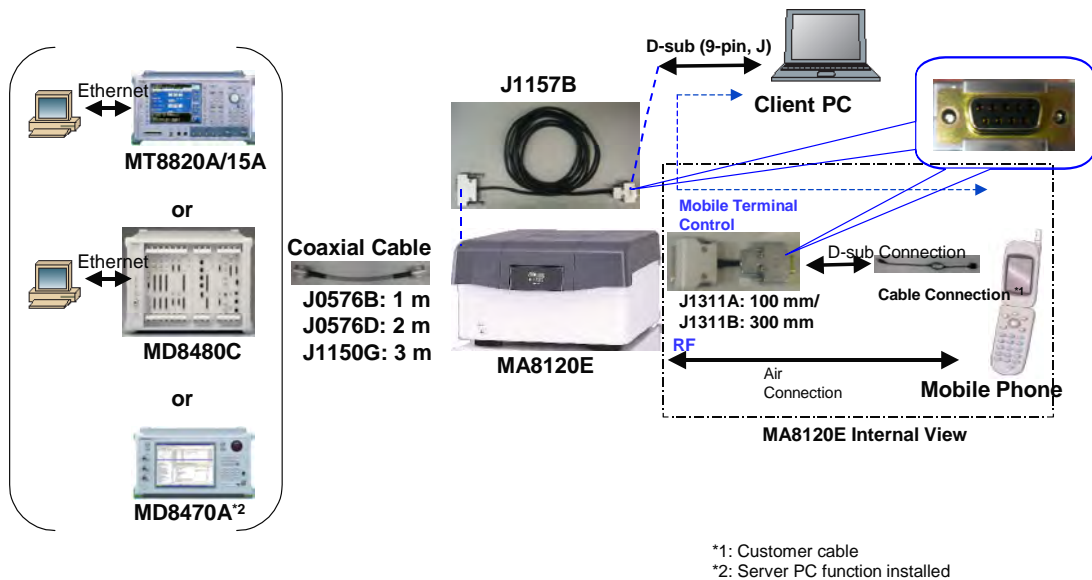 D-sub (9-pin, J)
J1157B
Client PC
Ethernet
MT8820A/15A
or
Ethernet
MD8480C
or
MD8470A*2
Coaxial Cable
J0576B: 1 m
J0576D: 2 m
J1150G: 3 m
MA8120E
Mobile Terminal
Control
D-sub Connection
J1311A: 100 mm/
J1311B: 300 mm
Cable Connection *1
RF
Air
Connection
Mobile Phone
MA8120E Internal View
*1: Customer cable
*2: Server PC function installed